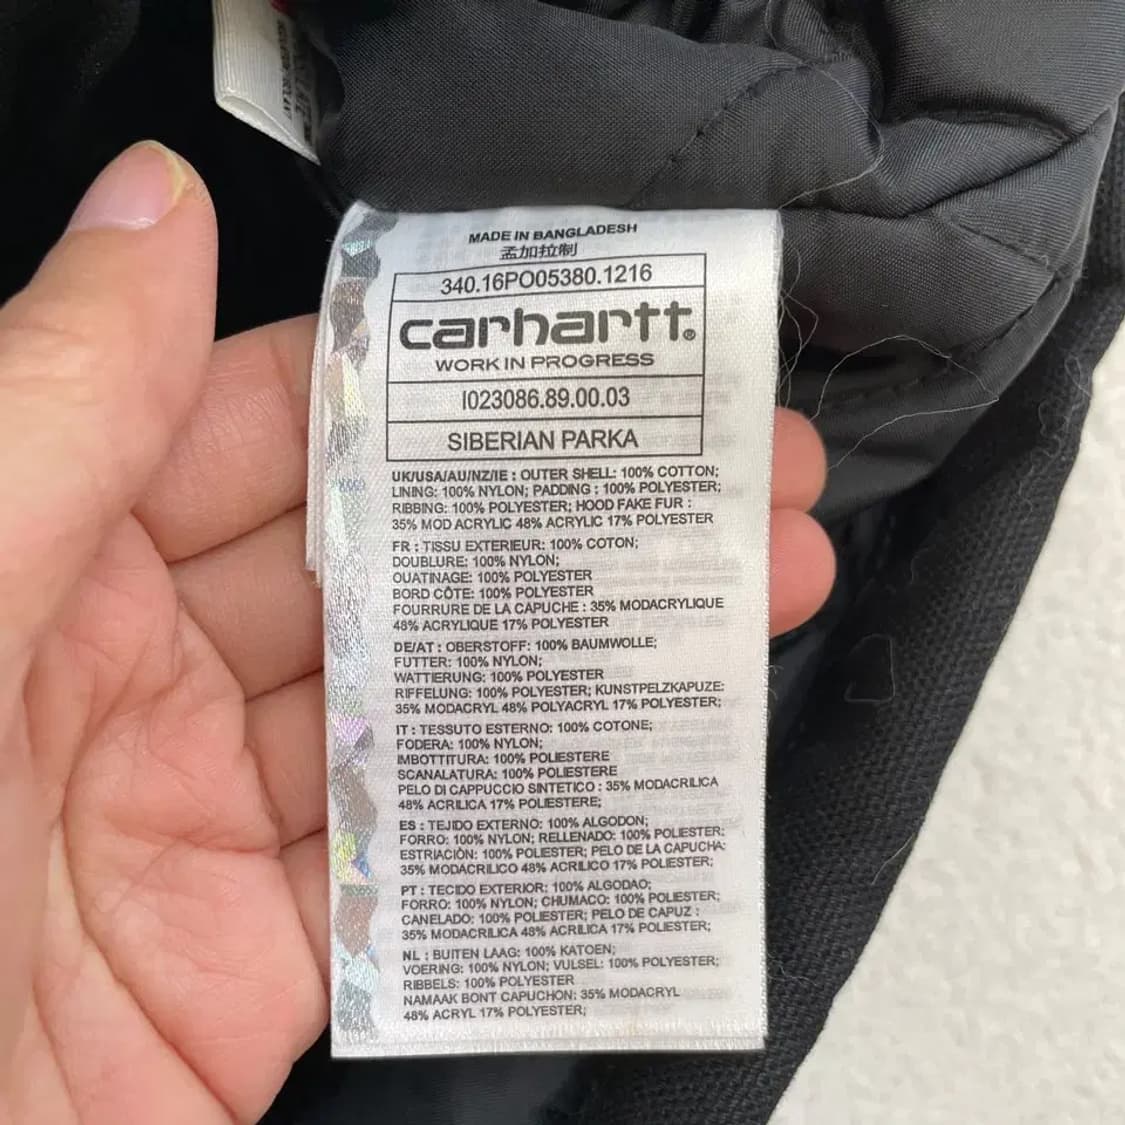 MADE IN BANGLADESH
孟加拉制
340.16PO05380.1216
carhartt®
WORK IN PROGRESS
I023086.89.00.03
SIBERIAN PARKA
UK/USA/AU/NZ/IE : OUTER SHELL: 100% COTTON;
LINING: 100% NYLON; PADDING : 100% POLYESTER;
RIBBING: 100% POLYESTER; HOOD FAKE FUR :
35% MOD ACRYLIC 48% ACRYLIC 17% POLYESTER
FR : TISSU EXTERIEUR: 100% COTON;
DOUBLURE: 100% NYLON;
OUATINAGE: 100% POLYESTER
BORD CÔTE: 100% POLYESTER
FOURRURE DE LA CAPUCHE : 35% MODACRYLIQUE
48% ACRYLIQUE 17% POLYESTER
DE/AT : OBERSTOFF: 100% BAUMWOLLE;
FUTTER: 100% NYLON;
WATTIERUNG: 100% POLYESTER
RIFFELUNG: 100% POLYESTER; KUNSTPELZKAPUZE:
35% MODACRYL 48% POLYACRYL 17% POLYESTER;
IT : TESSUTO ESTERNO: 100% COTONE;
FODERA: 100% NYLON;
IMBOTTITURA: 100% POLIESTERE
SCANALATURA: 100% POLIESTERE
PELO DI CAPPUCCIO SINTETICO : 35% MODACRILICA
48% ACRILICA 17% POLIESTERE;
ES : TEJIDO EXTERNO: 100% ALGODON;
FORRO: 100% NYLON; RELLENADO: 100% POLIESTER;
ESTRIACIÒN: 100% POLIESTER; PELO DE LA CAPUCHA:
35% MODACRILICO 48% ACRILICO 17% POLIESTER;
PT : TECIDO EXTERIOR: 100% ALGODAO;
FORRO: 100% NYLON; CHUMACO: 100% POLIESTER;
CANELADO: 100% POLIESTER; PELO DE CAPUZ :
35% MODACRILICA 48% ACRILICA 17% POLIESTER;
NL : BUITEN LAAG: 100% KATOEN;
VOERING: 100% NYLON; VULSEL: 100% POLYESTER;
RIBBELS: 100% POLYESTER
NAMAAK BONT CAPUCHON: 35% MODACRYL
48% ACRYL 17% POLYESTER;